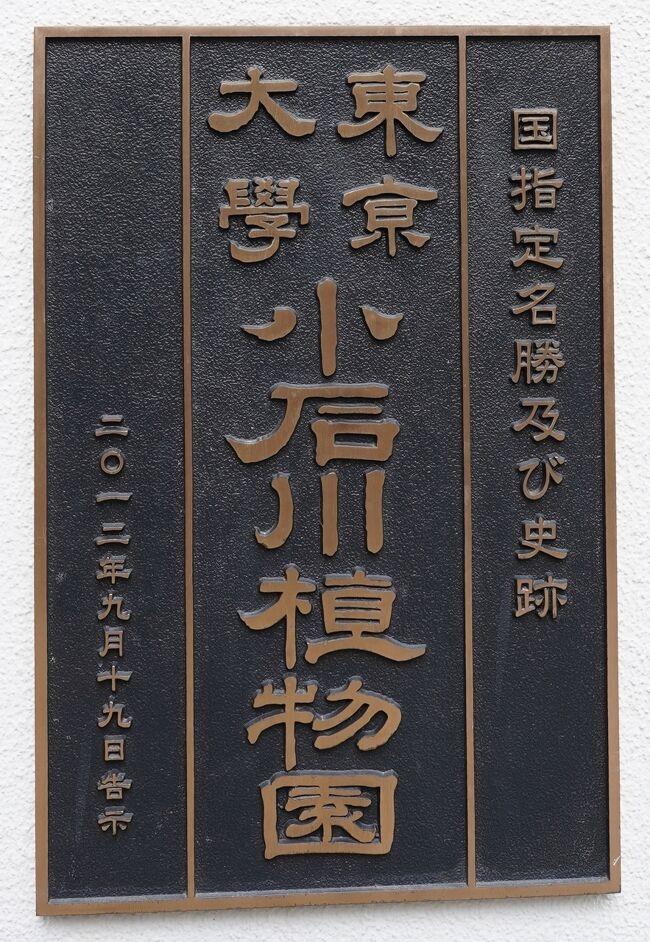 国指定名勝及び史跡
東京
大學
小石川植物園
二〇一二年九月十九日告示